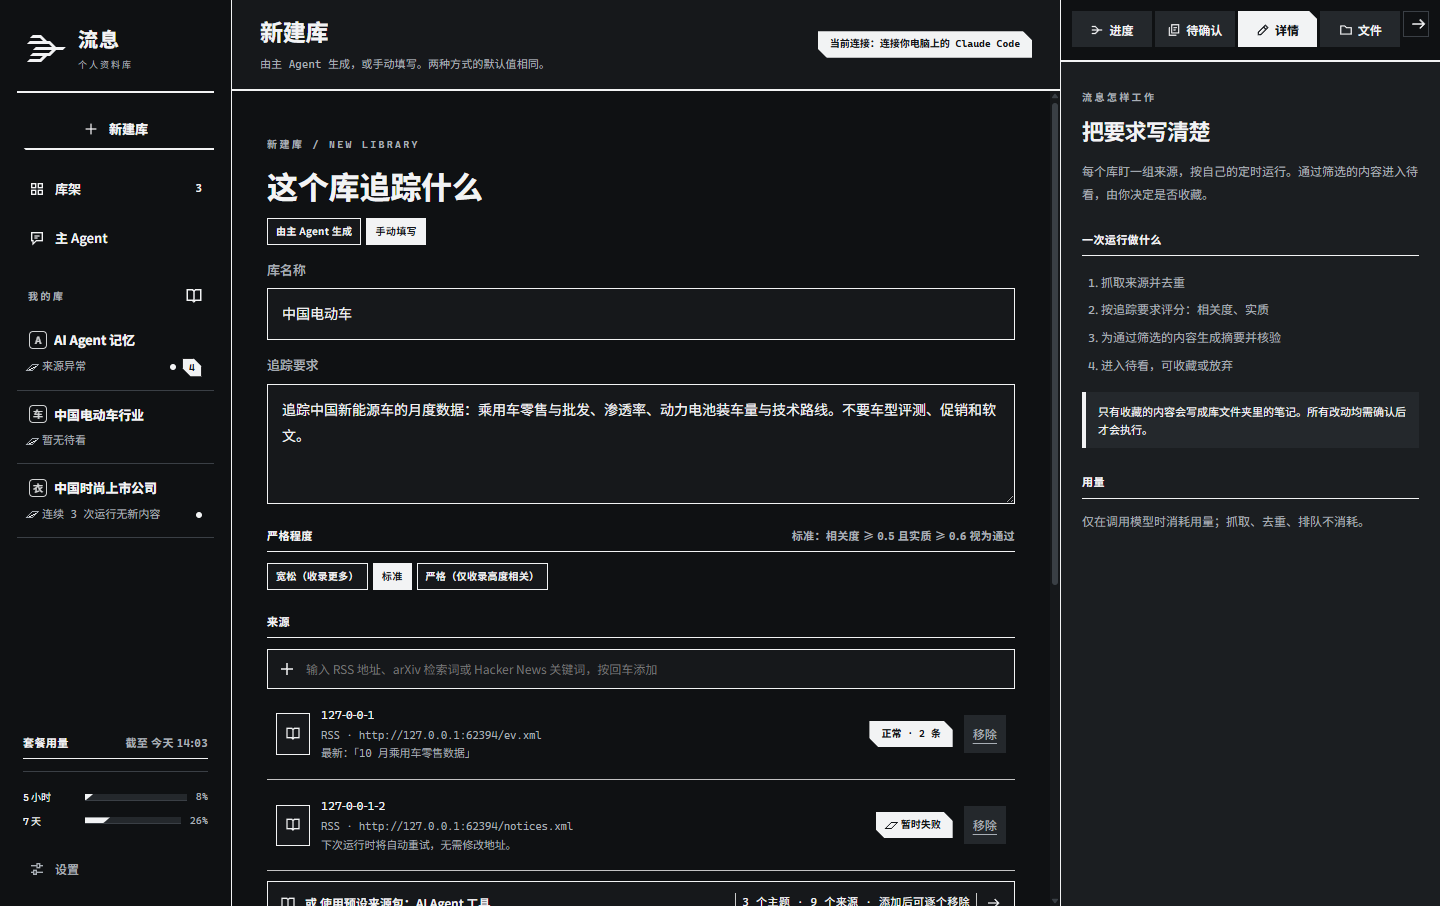 流息
个人资料库
新建库
库架 3
主 Agent
我的库
A AI Agent 记忆
来源异常 4
车 中国电动车行业
暂无待看
衣 中国时尚上市公司
连续 3 次运行无新内容
套餐用量 截至 今天 14:03
5 小时 8%
7 天 26%
设置
新建库
由主 Agent 生成，或手动填写。两种方式的默认值相同。
当前连接：连接你电脑上的 Claude Code
新建库 / NEW LIBRARY
这个库追踪什么
由主 Agent 生成 手动填写
库名称
中国电动车
追踪要求
追踪中国新能源车的月度数据：乘用车零售与批发、渗透率、动力电池装车量与技术路线。不要车型评测、促销和软
文。
严格程度 标准：相关度 ≥ 0.5 且实质 ≥ 0.6 视为通过
宽松（收录更多） 标准 严格（仅收录高度相关）
来源
输入 RSS 地址、arXiv 检索词或 Hacker News 关键词，按回车添加
127-0-0-1
RSS · http://127.0.0.1:62394/ev.xml
最新：「10 月乘用车零售数据」
正常 · 2 条 移除
127-0-0-1-2
RSS · http://127.0.0.1:62394/notices.xml
下次运行时将自动重试，无需修改地址。
暂时失败 移除
或 使用预设来源包：AI Agent 工具 3 个主题 · 9 个来源 · 添加后可逐个移除
进度 待确认 详情 文件
流息怎样工作
把要求写清楚
每个库盯一组来源，按自己的定时运行。通过筛选的内容进入待
看，由你决定是否收藏。
一次运行做什么
1. 抓取来源并去重
2. 按追踪要求评分：相关度、实质
3. 为通过筛选的内容生成摘要并核验
4. 进入待看，可收藏或放弃
只有收藏的内容会写成库文件夹里的笔记。所有改动均需确认后
才会执行。
用量
仅在调用模型时消耗用量；抓取、去重、排队不消耗。